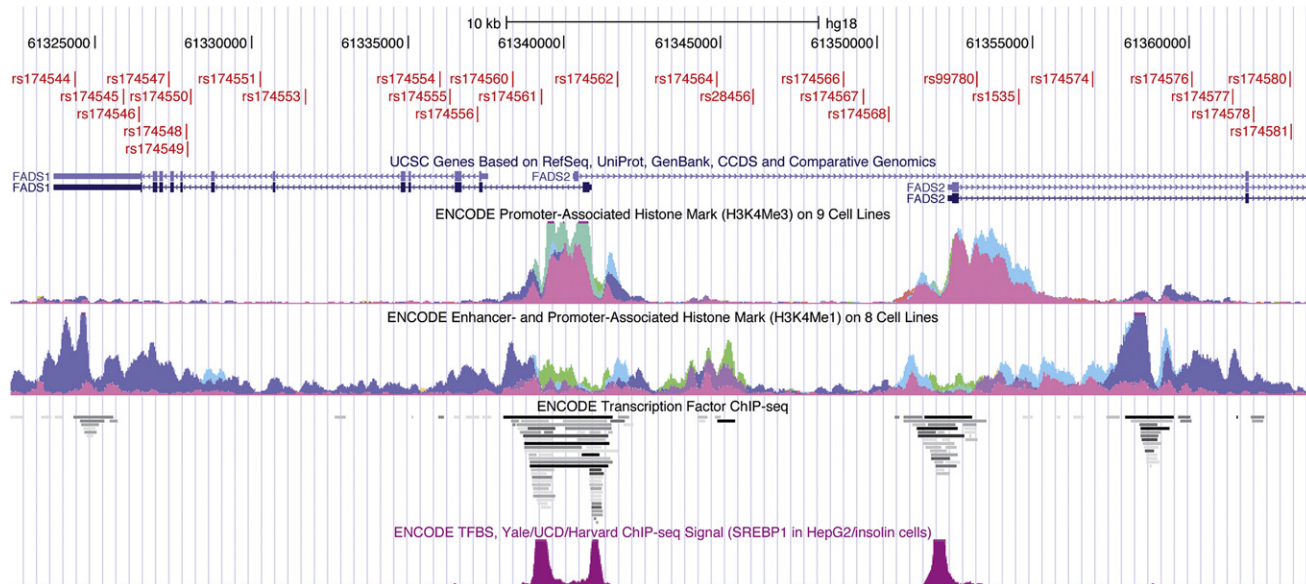 10 kb hg18
61325000 61330000 61335000 61340000 61345000 61350000 61355000 61360000
rs174544 rs174547 rs174551 rs174554 rs174560 rs174562 rs174564 rs174566 rs99780 rs174574 rs174576 rs174580
rs174545 rs174550 rs174553 rs174555 rs174561 rs28456 rs174567 rs1535 rs174577
rs174546 rs174556 rs174568 rs174578
rs174548 rs174581
rs174549
UCSC Genes Based on RefSeq, UniProt, GenBank, CCDS and Comparative Genomics
FADS1 FADS2
FADS1 FADS2
FADS2
ENCODE Promoter-Associated Histone Mark (H3K4Me3) on 9 Cell Lines
ENCODE Enhancer- and Promoter-Associated Histone Mark (H3K4Me1) on 8 Cell Lines
ENCODE Transcription Factor ChIP-seq
ENCODE TFBS, Yale/UCD/Harvard ChIP-seq Signal (SREBP1 in HepG2/insolin cells)